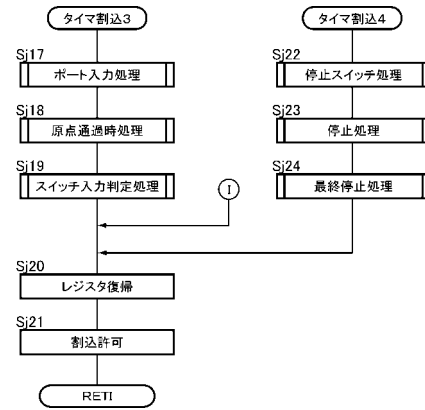 タイマ割込3
Sj17
ポート入力処理
Sj18
原点通過時処理
Sj19
スイッチ入力判定処理
I
Sj20
レジスタ復帰
Sj21
割込許可
RETI
タイマ割込4
Sj22
停止スイッチ処理
Sj23
停止処理
Sj24
最終停止処理